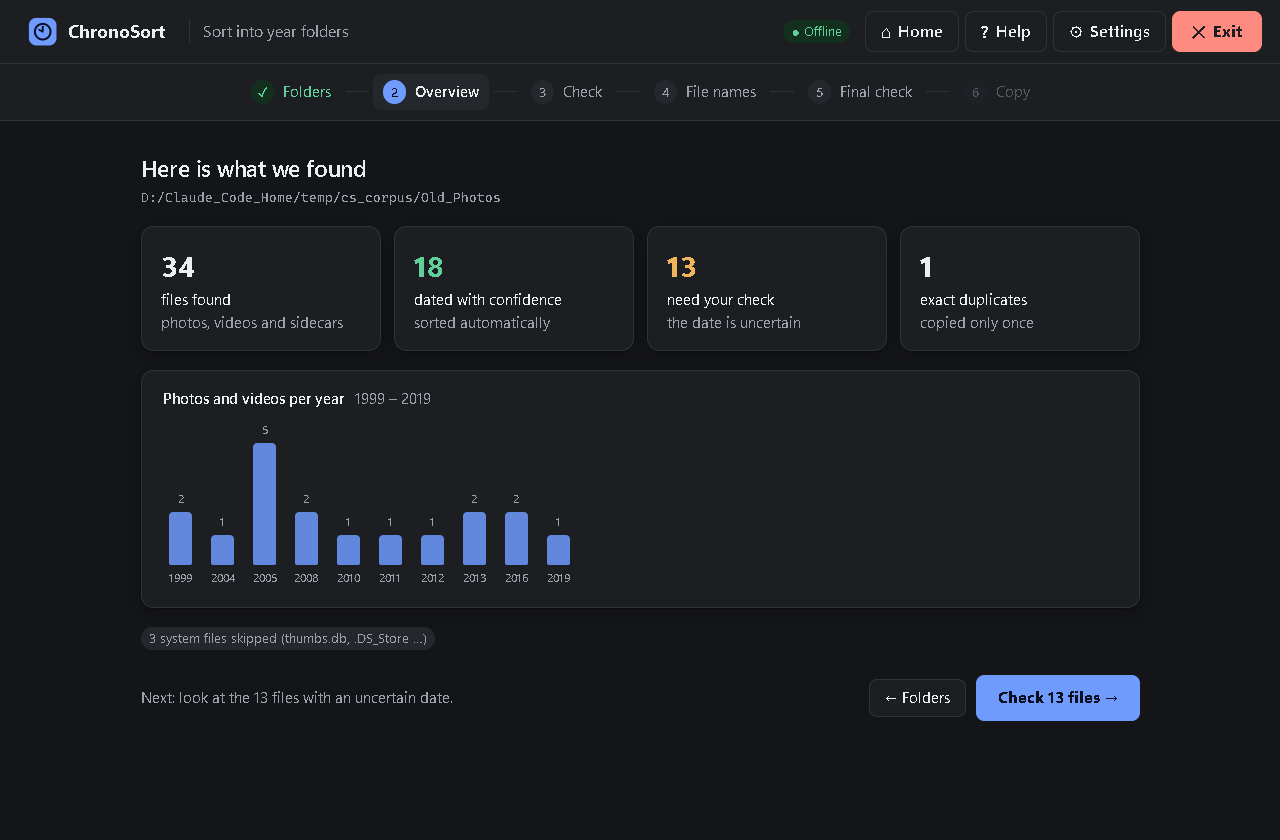 ChronoSort Sort into year folders ● Offline ⌂ Home ? Help ⚙ Settings ✕ Exit
✓ Folders 2 Overview 3 Check 4 File names 5 Final check 6 Copy
Here is what we found
D:/Claude_Code_Home/temp/cs_corpus/Old_Photos
34 18 13 1
files found dated with confidence need your check exact duplicates
photos, videos and sidecars sorted automatically the date is uncertain copied only once
Photos and videos per year 1999 – 2019
5
2 2 2 2
1 1 1 1 1
1999 2004 2005 2008 2010 2011 2012 2013 2016 2019
3 system files skipped (thumbs.db, .DS_Store ...)
Next: look at the 13 files with an uncertain date. ← Folders Check 13 files →